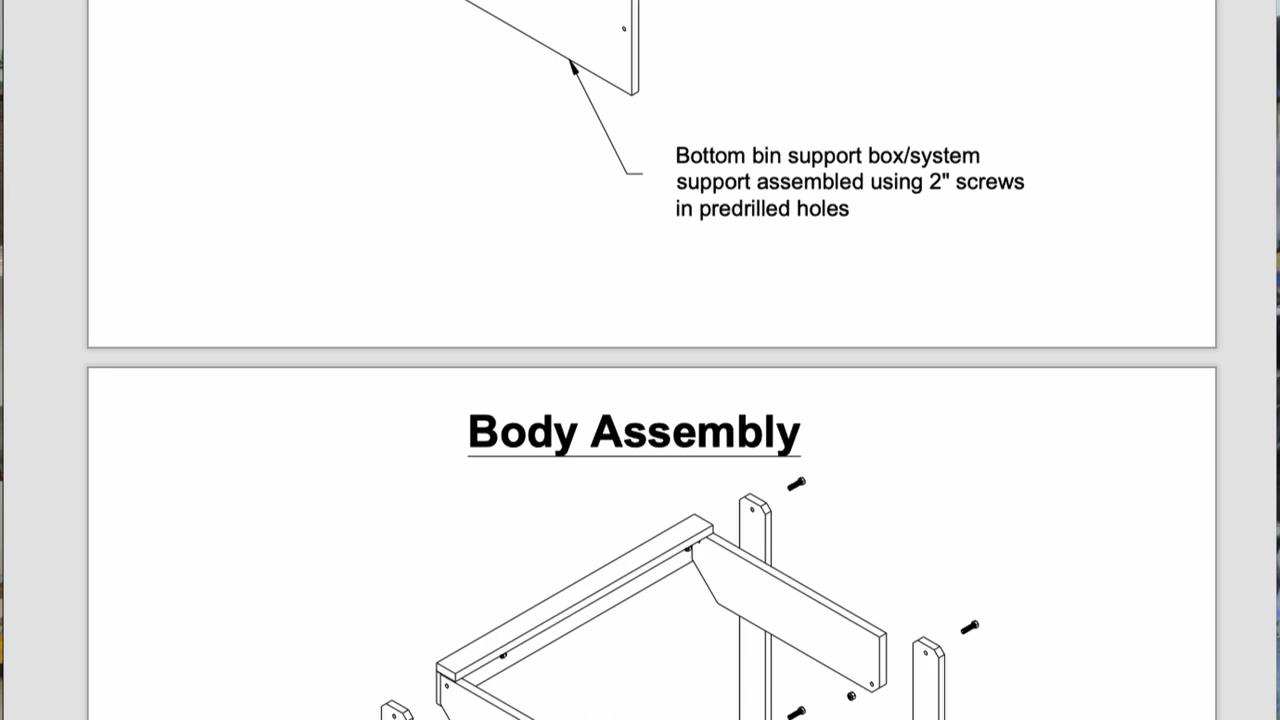 Bottom bin support box/system
support assembled using 2" screws
in predrilled holes
Body Assembly